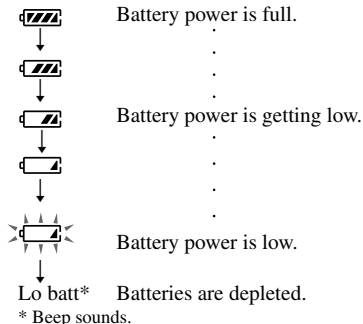 Battery power is full.
Battery power is getting low.
Battery power is low.
Lo batt* Batteries are depleted.
* Beep sounds.